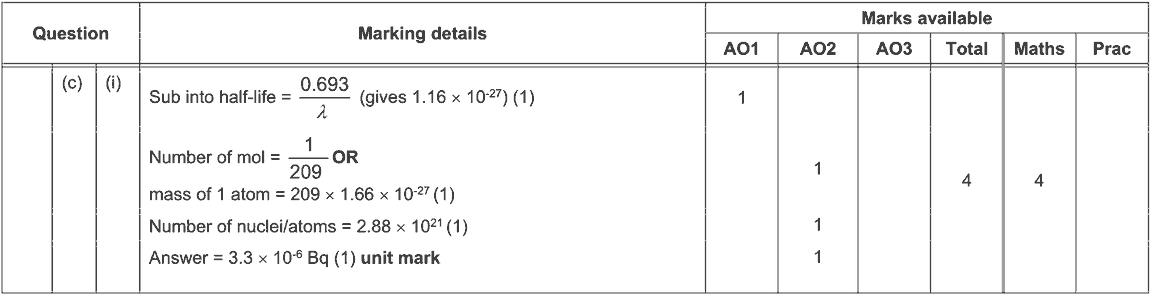 Question Marking details Marks available
AO1 AO2 AO3 Total Maths Prac
(c) (i) Sub into half-life = 0.693/λ (gives 1.16 × 10⁻²⁷) (1) 1
Number of mol = 1/209 OR
mass of 1 atom = 209 × 1.66 × 10⁻²⁷ (1) 1 4 4
Number of nuclei/atoms = 2.88 × 10²¹ (1) 1
Answer = 3.3 × 10⁻⁶ Bq (1) unit mark 1